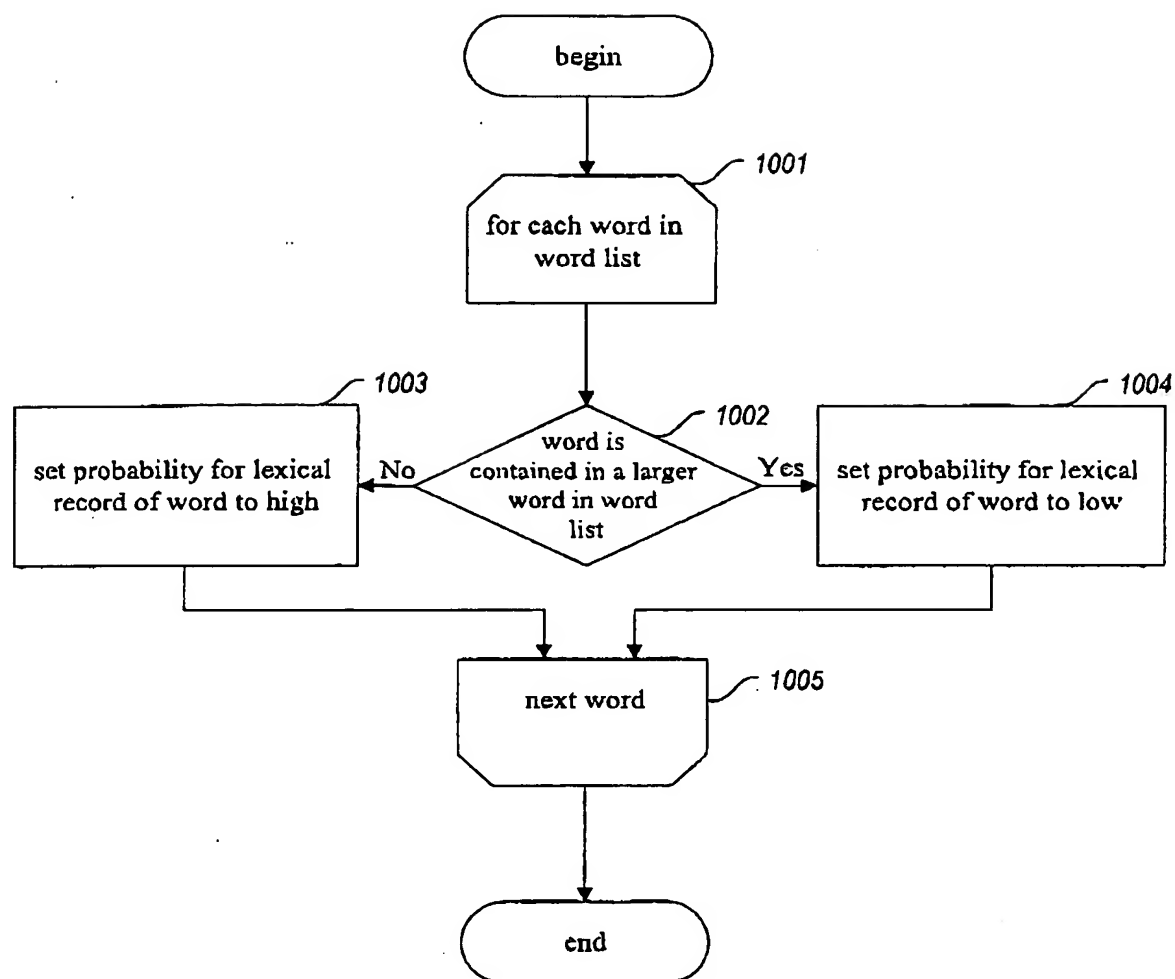 begin
1001
for each word in
word list
1003
1002
1004
set probability for lexical
record of word to high
No
word is
contained in a larger
word in word
list
Yes
set probability for lexical
record of word to low
next word
1005
end